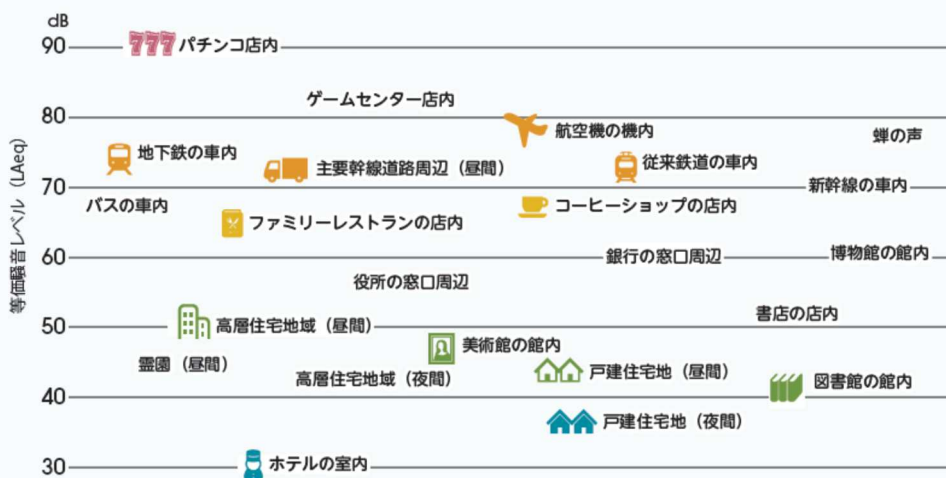 dB
90
777 パチンコ店内
ゲームセンター店内
80
航空機の機内
蝉の声
地下鉄の車内
主要幹線道路周辺（昼間）
従来鉄道の車内
70
新幹線の車内
バスの車内
ファミリーレストランの店内
コーヒーショップの店内
60
銀行の窓口周辺
博物館の館内
役所の窓口周辺
書店の店内
50
高層住宅地域（昼間）
美術館の館内
霊園（昼間）
高層住宅地域（夜間）
戸建住宅地（昼間）
図書館の館内
40
戸建住宅地（夜間）
30
ホテルの室内
等価騒音レベル（LAeq）